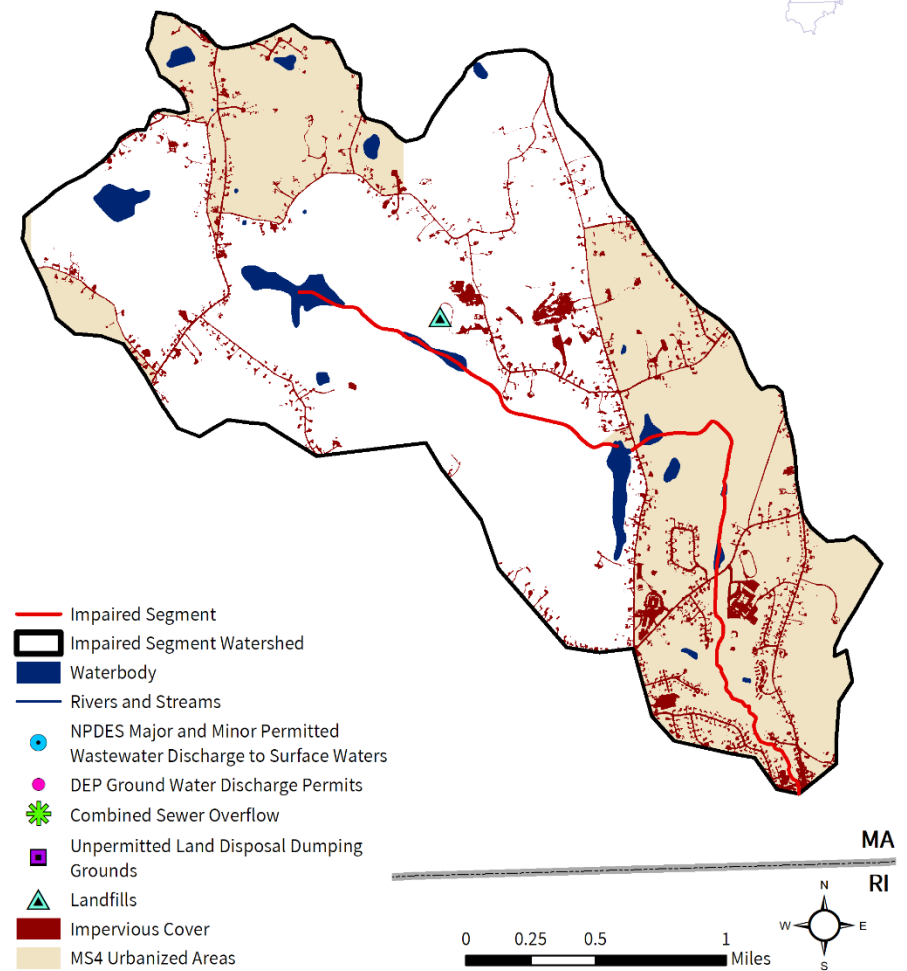 Impaired Segment
Impaired Segment Watershed
Waterbody
Rivers and Streams
NPDES Major and Minor Permitted
Wastewater Discharge to Surface Waters
DEP Ground Water Discharge Permits
Combined Sewer Overflow
Unpermitted Land Disposal Dumping
Grounds
Landfills
Impervious Cover
MS4 Urbanized Areas
MA
RI
N
W E
S
0 0.25 0.5 1
Miles